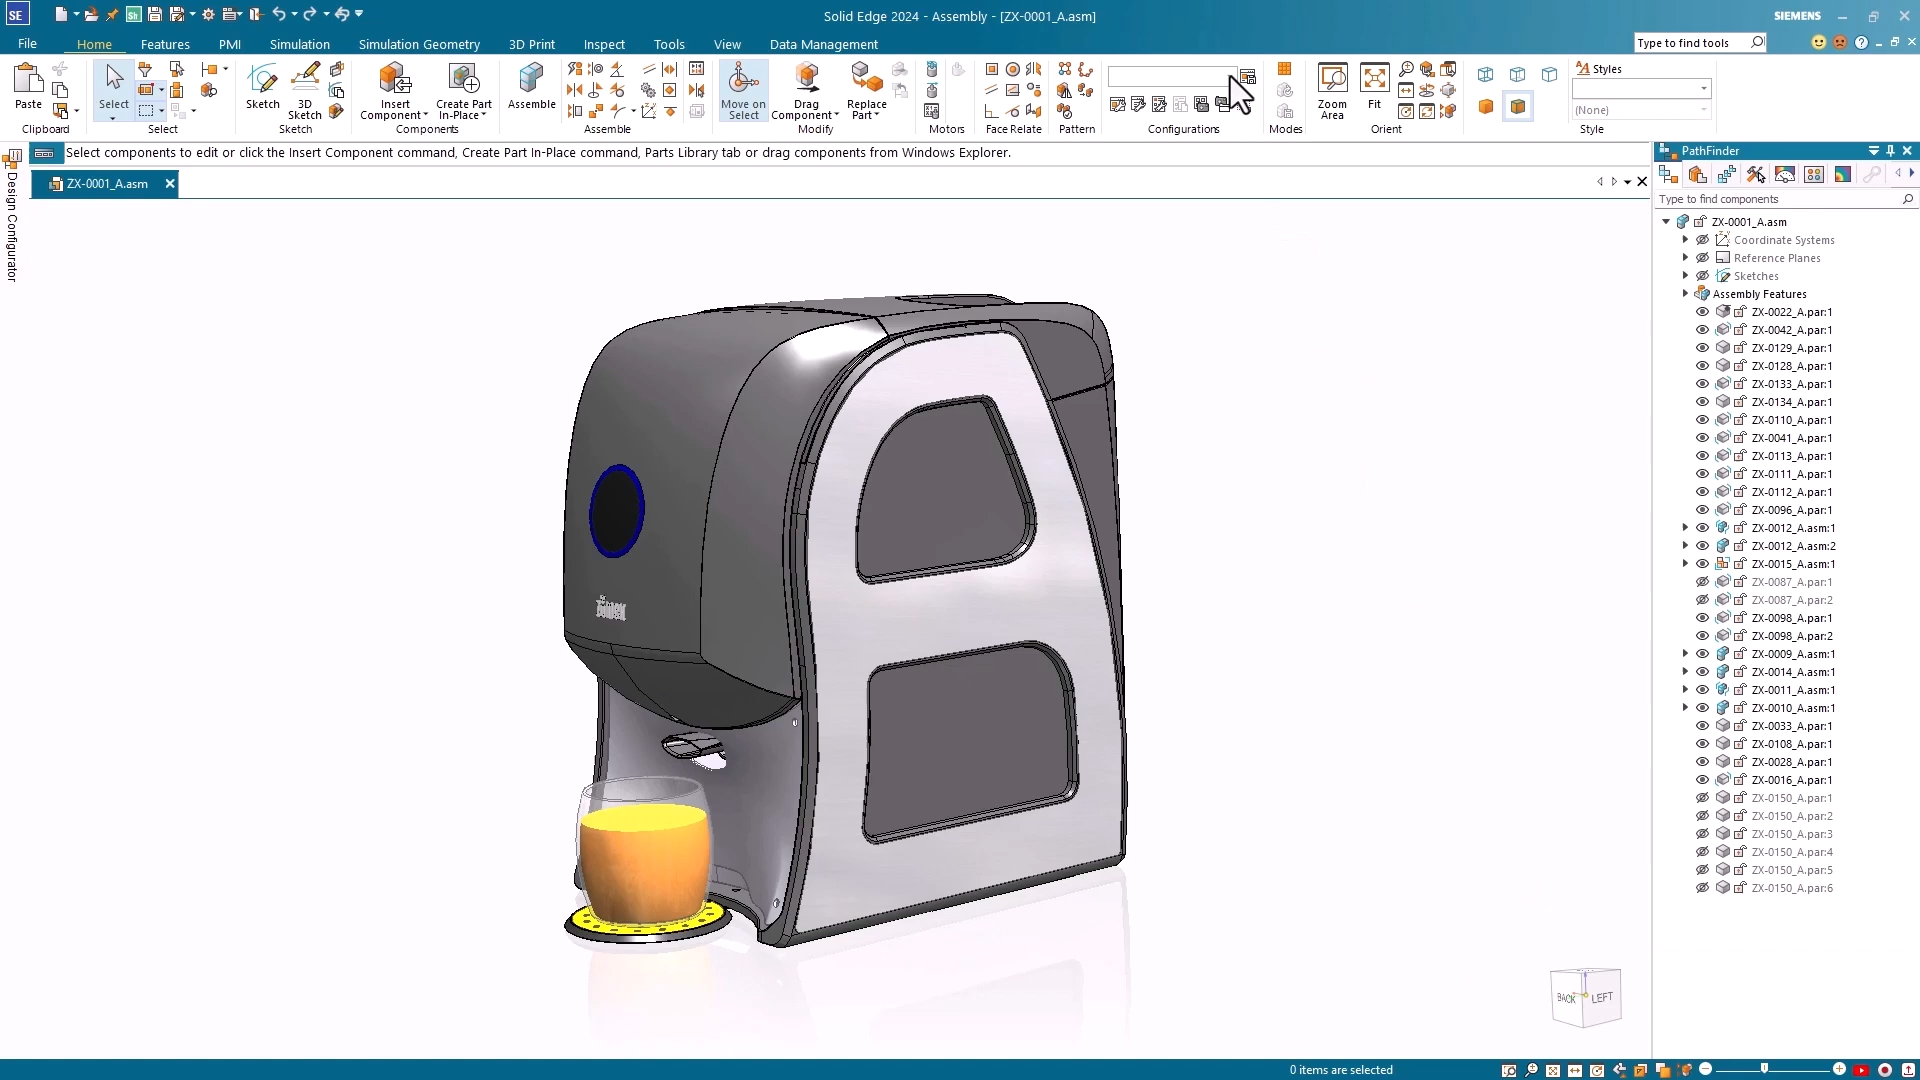 SE
Sh
Solid Edge 2024 - Assembly - [ZX-0001_A.asm]
SIEMENS
File
Home
Features
PMI
Simulation
Simulation Geometry
3D Print
Inspect
Tools
View
Data Management
Type to find tools
Paste
Clipboard
Select
Select
Sketch
3D
Sketch
Sketch
Insert
Component
Create Part
In-Place
Components
Assemble
Assemble
Move on
Select
Drag
Component
Replace
Part
Modify
Motors
Face Relate
Pattern
Configurations
Modes
Zoom
Area
Fit
Orient
Styles
(None)
Style
Select components to edit or click the Insert Component command, Create Part In-Place command, Parts Library tab or drag components from Windows Explorer.
Design Configurator
ZX-0001_A.asm
PathFinder
Type to find components
ZX-0001_A.asm
Coordinate Systems
Reference Planes
Sketches
Assembly Features
ZX-0022_A.par:1
ZX-0042_A.par:1
ZX-0129_A.par:1
ZX-0128_A.par:1
ZX-0133_A.par:1
ZX-0134_A.par:1
ZX-0110_A.par:1
ZX-0041_A.par:1
ZX-0113_A.par:1
ZX-0111_A.par:1
ZX-0112_A.par:1
ZX-0096_A.par:1
ZX-0012_A.asm:1
ZX-0012_A.asm:2
ZX-0015_A.asm:1
ZX-0087_A.par:1
ZX-0087_A.par:2
ZX-0098_A.par:1
ZX-0098_A.par:2
ZX-0009_A.asm:1
ZX-0014_A.asm:1
ZX-0011_A.asm:1
ZX-0010_A.asm:1
ZX-0033_A.par:1
ZX-0108_A.par:1
ZX-0028_A.par:1
ZX-0016_A.par:1
ZX-0150_A.par:1
ZX-0150_A.par:2
ZX-0150_A.par:3
ZX-0150_A.par:4
ZX-0150_A.par:5
ZX-0150_A.par:6
BACK
LEFT
0 items are selected